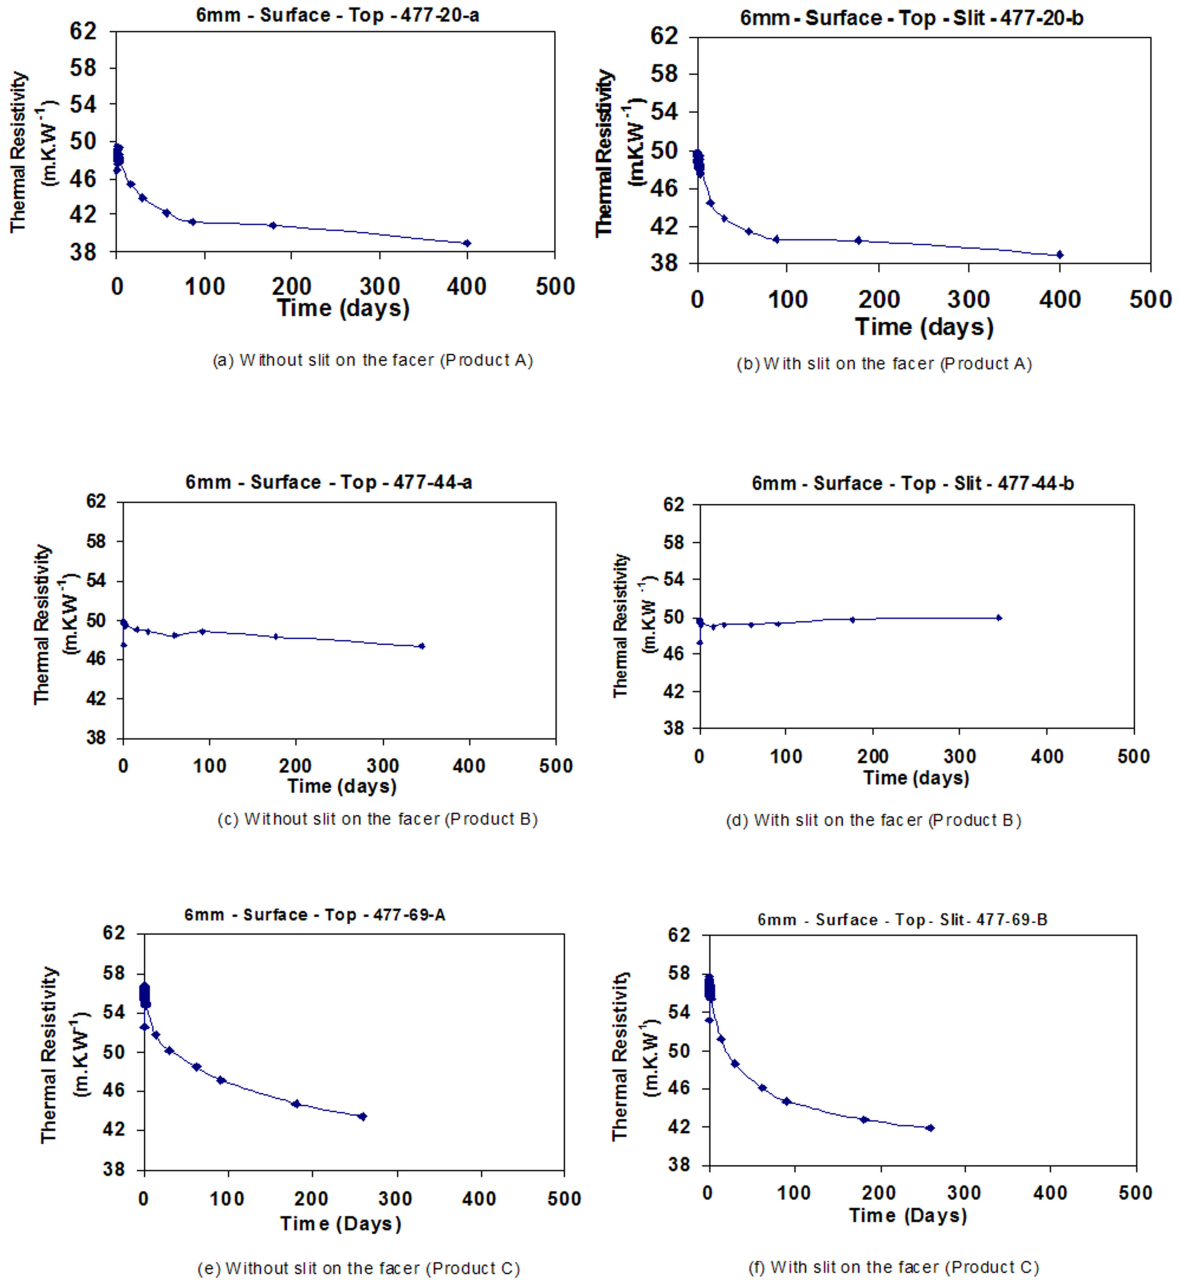 6mm - Surface - Top - 477-20-a
62
58
54
50
46
42
38
0 100 200 300 400 500
Thermal Resistivity
(m.K.W⁻¹)
Time (days)
(a) Without slit on the facer (Product A)
6mm - Surface - Top - Slit - 477-20-b
62
58
54
50
46
42
38
0 100 200 300 400 500
Thermal Resistivity
(m.K.W⁻¹)
Time (days)
(b) With slit on the facer (Product A)
6mm - Surface - Top - 477-44-a
62
58
54
50
46
42
38
0 100 200 300 400 500
Thermal Resistivity
(m.K.W⁻¹)
Time (days)
(c) Without slit on the facer (Product B)
6mm - Surface - Top - Slit - 477-44-b
62
58
54
50
46
42
38
0 100 200 300 400 500
Thermal Resistivity
(m.K.W⁻¹)
Time (days)
(d) With slit on the facer (Product B)
6mm - Surface - Top - 477-69-A
62
58
54
50
46
42
38
0 100 200 300 400 500
Thermal Resistivity
(m.K.W⁻¹)
Time (Days)
(e) Without slit on the facer (Product C)
6mm - Surface - Top - Slit- 477-69-B
62
58
54
50
46
42
38
0 100 200 300 400 500
Thermal Resistivity
(m.K.W¹)
Time (Days)
(f) With slit on the facer (Product C)